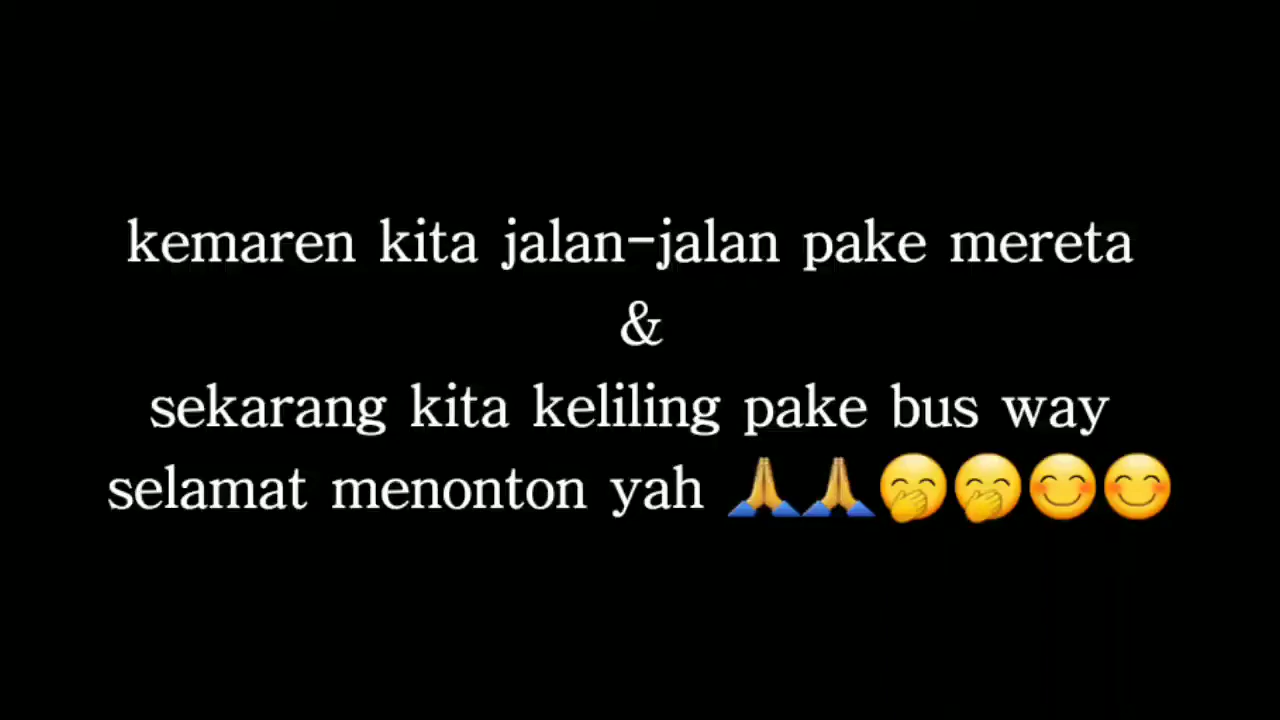 kemaren kita jalan-jalan pake mereta
&
sekarang kita keliling pake bus way
selamat menonton yah 🙏🙏🤭🤭😊😊